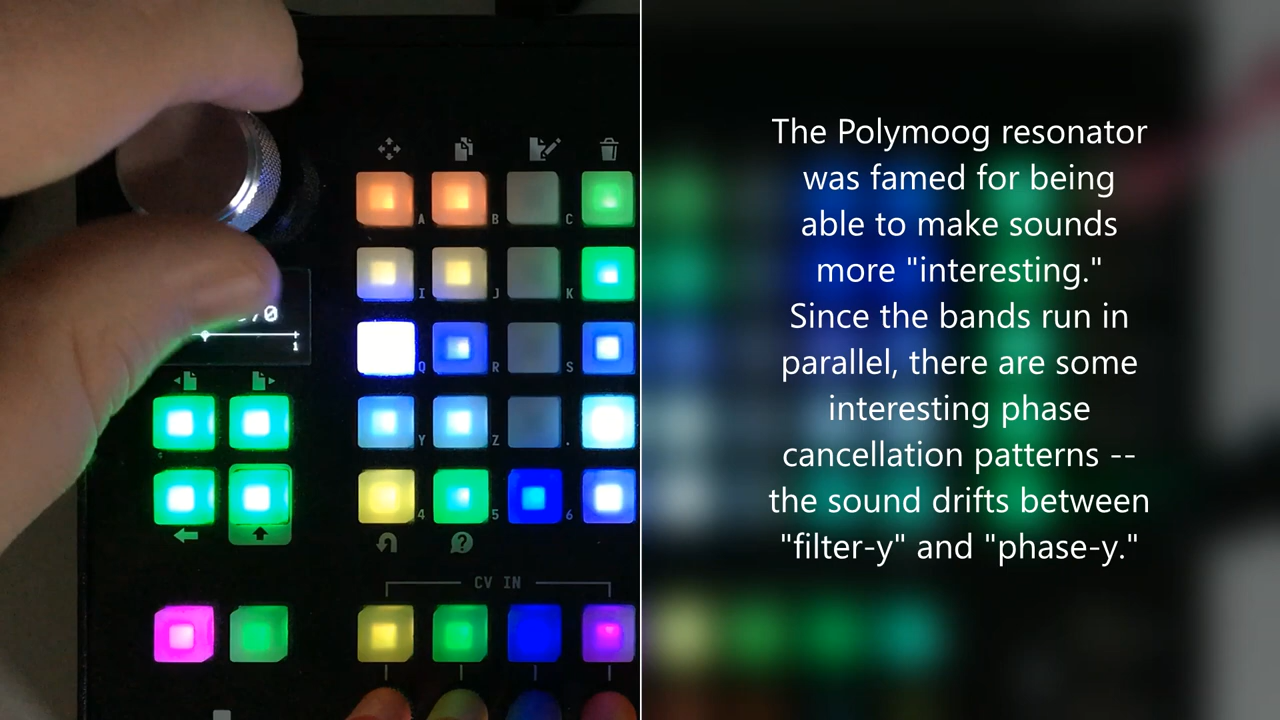 A
B
C
I
J
K
/0
1
Q
R
S
Y
Z
.
4
5
6
?
CV IN
The Polymoog resonator
was famed for being
able to make sounds
more "interesting."
Since the bands run in
parallel, there are some
interesting phase
cancellation patterns --
the sound drifts between
"filter-y" and "phase-y."